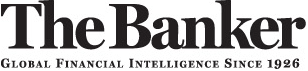 The Banker
GLOBAL FINANCIAL INTELLIGENCE SINCE 1926